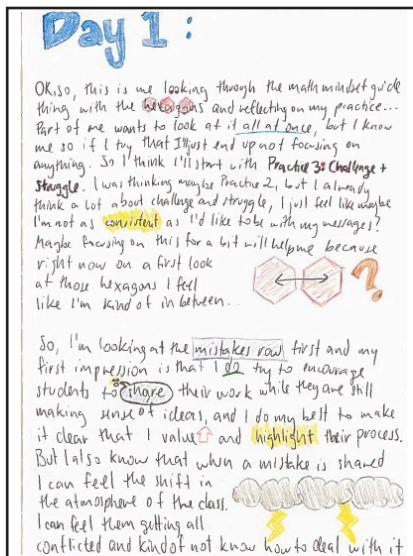 Day 1:
OK, so, this is me looking through the math mindset guide
thing with the hexagons and reflecting on my practice...
Part of me wants to look at it all at once, but I know
me so if I try that I'll just end up not focusing on
anything. So I think I'll start with Practice 3: Challenge +
Struggle. I was thinking maybe Practice 2, but I already
think a lot about challenge and struggle, I just feel like maybe
I'm not as consistent as I'd like to be with my messages?
Maybe focusing on this for a bit will help me because
right now on a first look
at those hexagons I feel
like I'm kind of in between...
?
So, I'm looking at the mistakes row first and my
first impression is that I do try to encourage
students to share their work while they are still
making sense of ideas, and I do my best to make
it clear that I value and highlight their process.
But I also know that when a mistake is shared
I can feel the shift in
the atmosphere of the class.
I can feel them getting all
conflicted and kind of not know how to deal with it